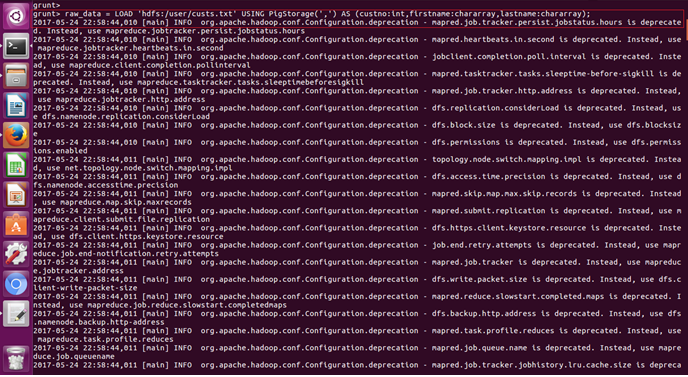 grunt>
grunt> raw_data = LOAD 'hdfs:/user/custs.txt' USING PigStorage(',') AS (custno:int,firstname:chararray,lastname:chararray);
2017-05-24 22:58:44,010 [main] INFO  org.apache.hadoop.conf.Configuration.deprecation - mapred.job.tracker.persist.jobstatus.hours is deprecate
d. Instead, use mapreduce.jobtracker.persist.jobstatus.hours
2017-05-24 22:58:44,010 [main] INFO  org.apache.hadoop.conf.Configuration.deprecation - mapred.heartbeats.in.second is deprecated. Instead, use
 mapreduce.jobtracker.heartbeats.in.second
2017-05-24 22:58:44,010 [main] INFO  org.apache.hadoop.conf.Configuration.deprecation - jobclient.completion.poll.interval is deprecated. Inste
ad, use mapreduce.client.completion.pollinterval
2017-05-24 22:58:44,010 [main] INFO  org.apache.hadoop.conf.Configuration.deprecation - mapred.tasktracker.tasks.sleeptime-before-sigkill is de
precated. Instead, use mapreduce.tasktracker.tasks.sleeptimebeforesigkill
2017-05-24 22:58:44,010 [main] INFO  org.apache.hadoop.conf.Configuration.deprecation - mapred.job.tracker.http.address is deprecated. Instead,
 use mapreduce.jobtracker.http.address
2017-05-24 22:58:44,010 [main] INFO  org.apache.hadoop.conf.Configuration.deprecation - dfs.replication.considerLoad is deprecated. Instead, us
e dfs.namenode.replication.considerLoad
2017-05-24 22:58:44,011 [main] INFO  org.apache.hadoop.conf.Configuration.deprecation - dfs.block.size is deprecated. Instead, use dfs.blocksiz
e
2017-05-24 22:58:44,011 [main] INFO  org.apache.hadoop.conf.Configuration.deprecation - dfs.permissions is deprecated. Instead, use dfs.permiss
ions.enabled
2017-05-24 22:58:44,011 [main] INFO  org.apache.hadoop.conf.Configuration.deprecation - topology.node.switch.mapping.impl is deprecated. Instea
d, use net.topology.node.switch.mapping.impl
2017-05-24 22:58:44,011 [main] INFO  org.apache.hadoop.conf.Configuration.deprecation - dfs.access.time.precision is deprecated. Instead, use d
fs.namenode.accesstime.precision
2017-05-24 22:58:44,011 [main] INFO  org.apache.hadoop.conf.Configuration.deprecation - mapred.skip.map.max.skip.records is deprecated. Instead
, use mapreduce.map.skip.maxrecords
2017-05-24 22:58:44,011 [main] INFO  org.apache.hadoop.conf.Configuration.deprecation - mapred.submit.replication is deprecated. Instead, use m
apreduce.client.submit.file.replication
2017-05-24 22:58:44,011 [main] INFO  org.apache.hadoop.conf.Configuration.deprecation - dfs.https.client.keystore.resource is deprecated. Inste
ad, use dfs.client.https.keystore.resource
2017-05-24 22:58:44,011 [main] INFO  org.apache.hadoop.conf.Configuration.deprecation - job.end.retry.attempts is deprecated. Instead, use mapr
educe.job.end-notification.retry.attempts
2017-05-24 22:58:44,011 [main] INFO  org.apache.hadoop.conf.Configuration.deprecation - mapred.job.tracker is deprecated. Instead, use mapreduc
e.jobtracker.address
2017-05-24 22:58:44,011 [main] INFO  org.apache.hadoop.conf.Configuration.deprecation - dfs.write.packet.size is deprecated. Instead, use dfs.c
lient-write-packet-size
2017-05-24 22:58:44,011 [main] INFO  org.apache.hadoop.conf.Configuration.deprecation - mapred.reduce.slowstart.completed.maps is deprecated. I
nstead, use mapreduce.job.reduce.slowstart.completedmaps
2017-05-24 22:58:44,011 [main] INFO  org.apache.hadoop.conf.Configuration.deprecation - dfs.backup.http.address is deprecated. Instead, use dfs
.namenode.backup.http-address
2017-05-24 22:58:44,011 [main] INFO  org.apache.hadoop.conf.Configuration.deprecation - mapred.task.profile.reduces is deprecated. Instead, use
 mapreduce.task.profile.reduces
2017-05-24 22:58:44,011 [main] INFO  org.apache.hadoop.conf.Configuration.deprecation - mapred.job.queue.name is deprecated. Instead, use mapre
duce.job.queuename
2017-05-24 22:58:44,011 [main] INFO  org.apache.hadoop.conf.Configuration.deprecation - mapred.job.tracker.jobhistory.lru.cache.size is depreca